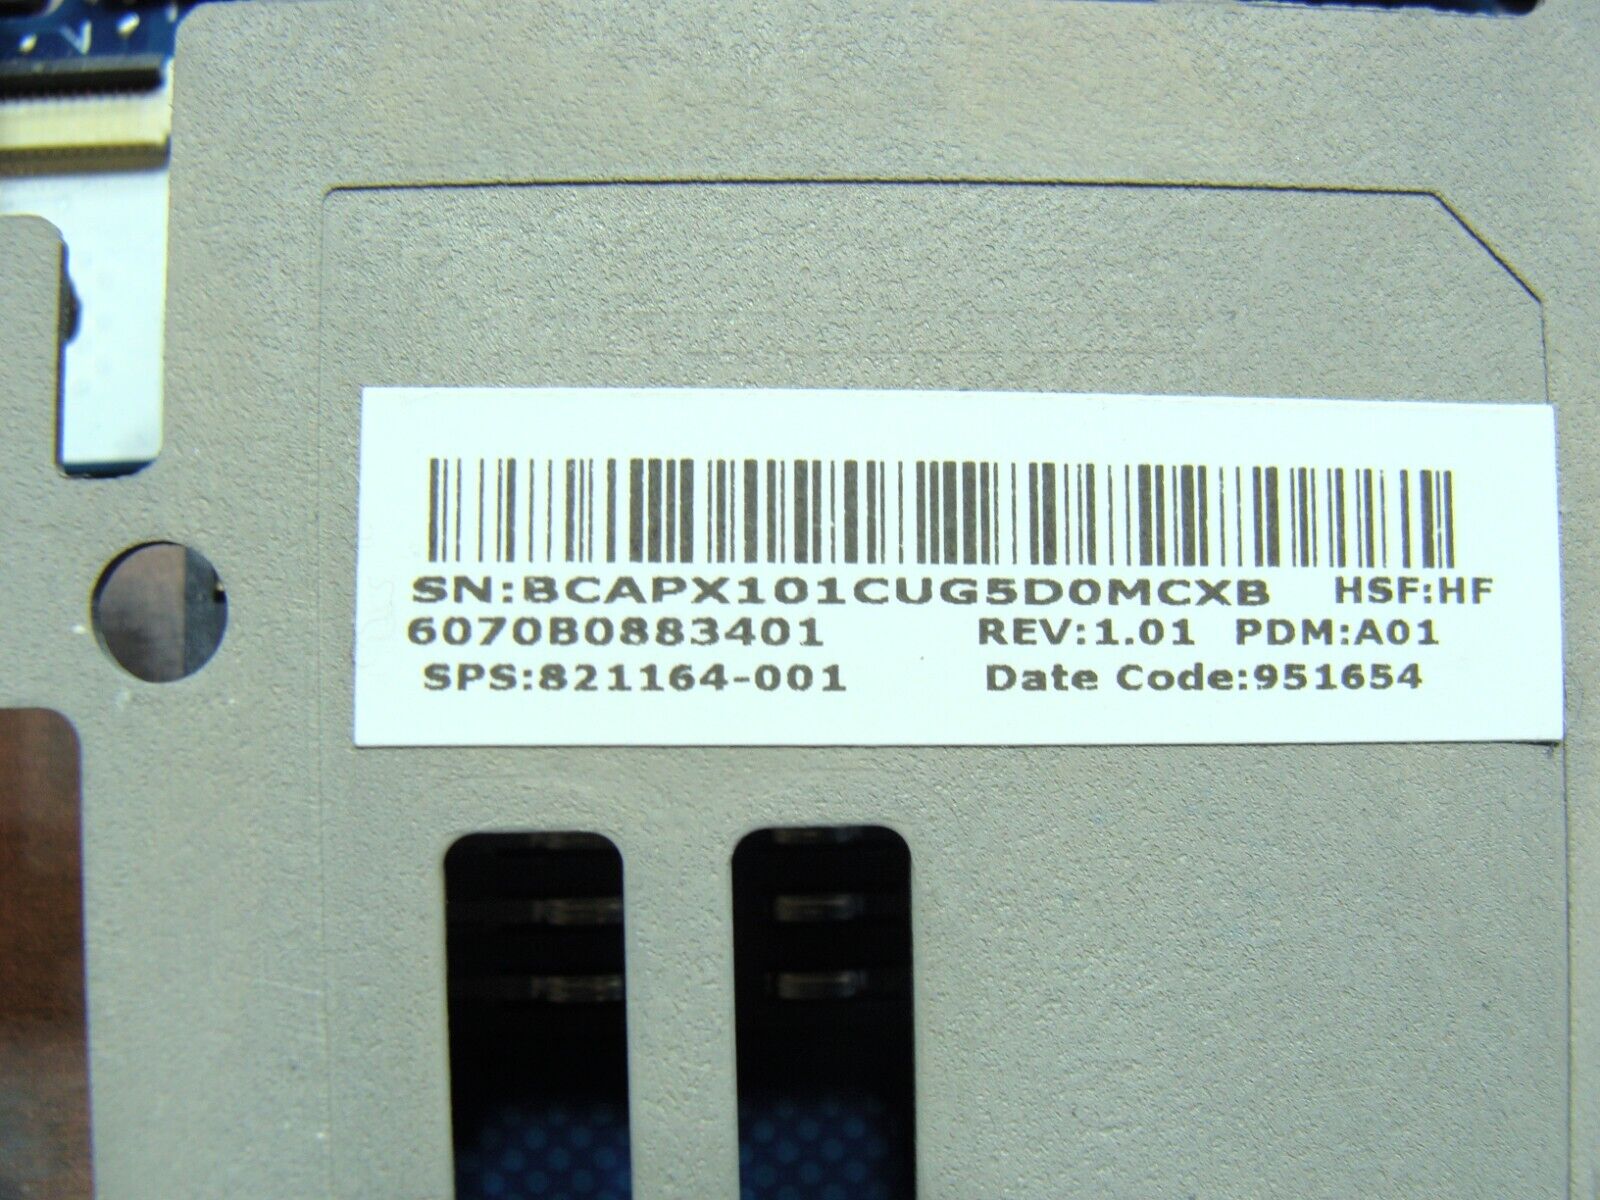 SN:BCAPX101CUG5D0MCXB HSF:HF
6070B0883401 REV:1.01 PDM:A01
SPS:821164-001 Date Code:951654